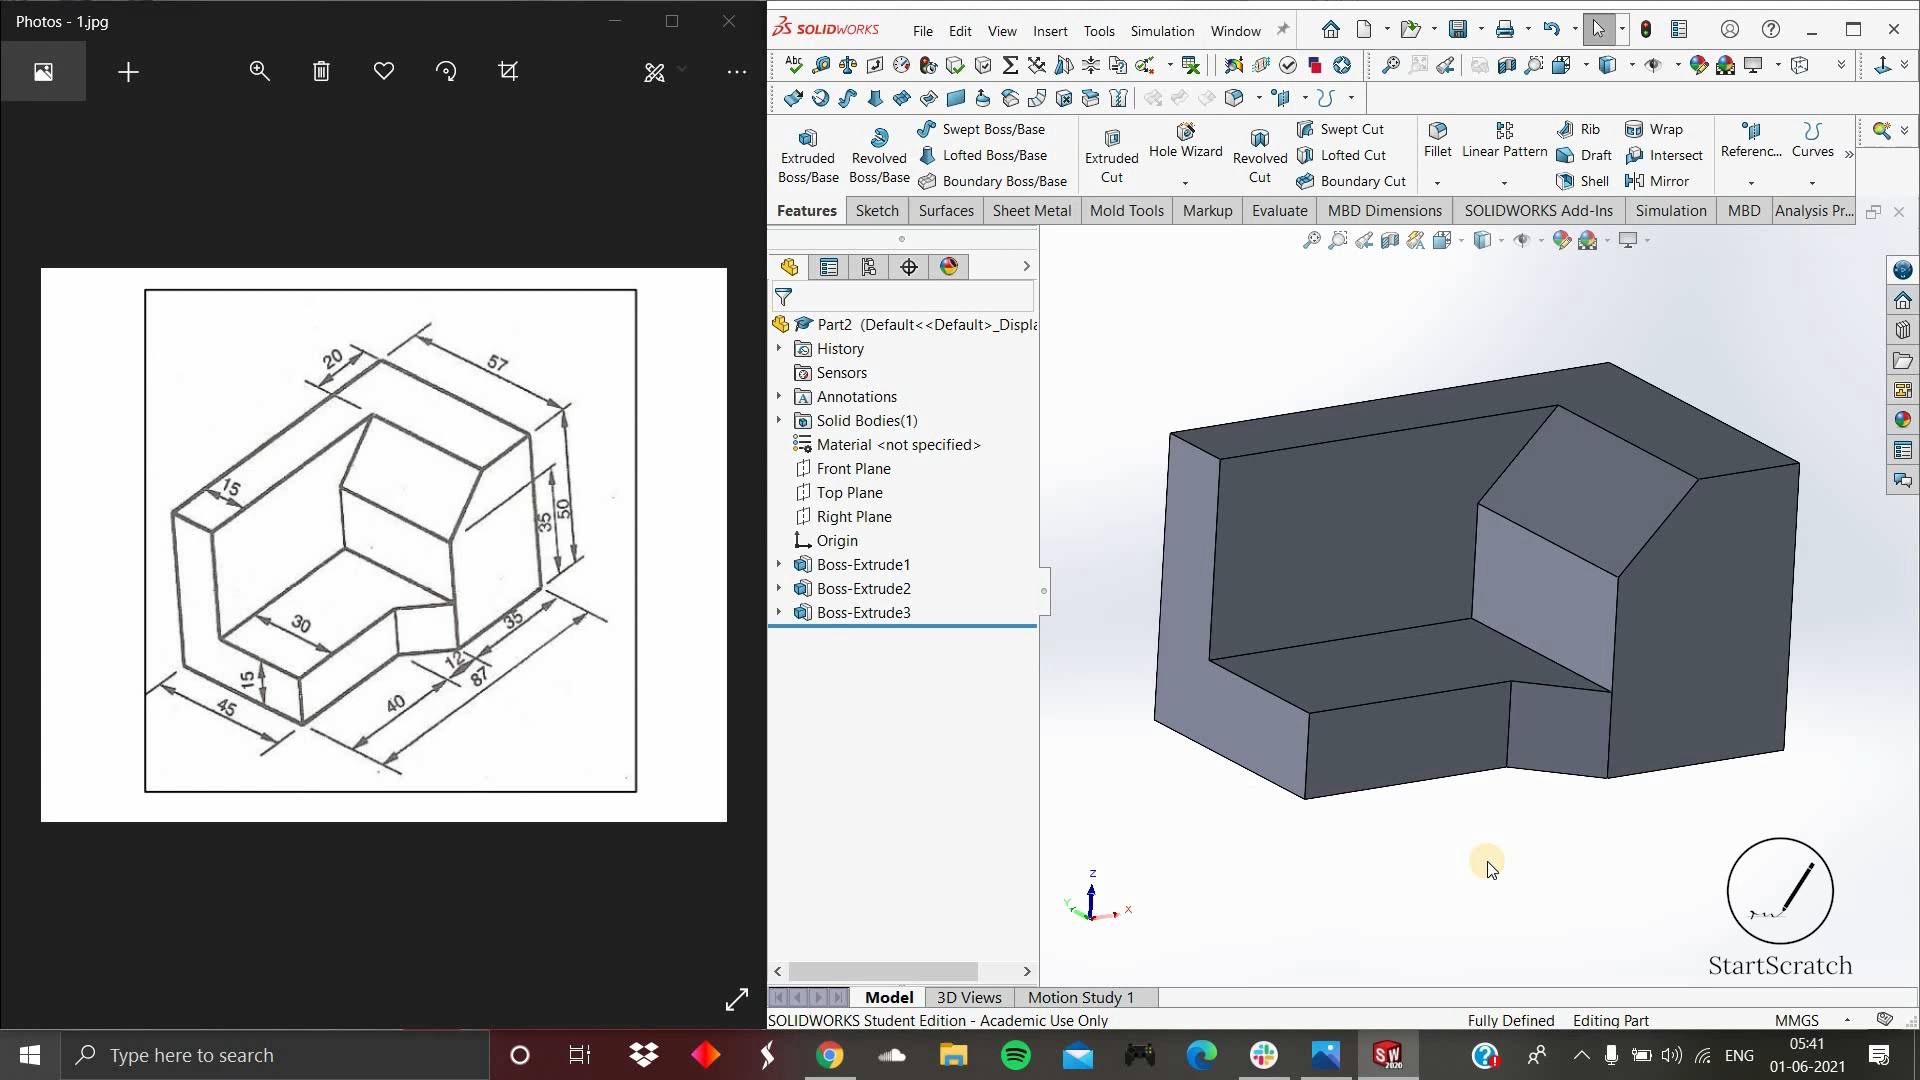 Photos - 1.jpg
20
57
15
35
50
30
35
12
87
15
40
45
SOLIDWORKS
File Edit View Insert Tools Simulation Window
Extruded Boss/Base
Revolved Boss/Base
Swept Boss/Base
Lofted Boss/Base
Boundary Boss/Base
Extruded Cut
Hole Wizard
Revolved Cut
Swept Cut
Lofted Cut
Boundary Cut
Fillet
Linear Pattern
Rib
Draft
Shell
Wrap
Intersect
Mirror
Referenc...
Curves
Features Sketch Surfaces Sheet Metal Mold Tools Markup Evaluate MBD Dimensions SOLIDWORKS Add-Ins Simulation MBD Analysis Pr...
Part2 (Default<<Default>_Displa
History
Sensors
Annotations
Solid Bodies(1)
Material <not specified>
Front Plane
Top Plane
Right Plane
Origin
Boss-Extrude1
Boss-Extrude2
Boss-Extrude3
Z
Y
X
StartScratch
Model 3D Views Motion Study 1
SOLIDWORKS Student Edition - Academic Use Only
Fully Defined Editing Part MMGS
Type here to search
SW
2020
ENG
05:41
01-06-2021